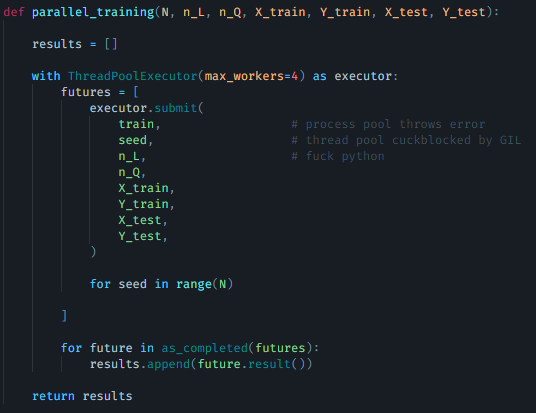 def parallel_training(N, n_L, n_Q, X_train, Y_train, X_test, Y_test):
results = []
with ThreadPoolExecutor(max_workers=4) as executor:
futures = [
executor.submit(
train, # process pool throws error
seed, # thread pool cuckblocked by GIL
n_L, # fuck python
n_Q,
X_train,
Y_train,
X_test,
Y_test,
)
for seed in range(N)
]
for future in as_completed(futures):
results.append(future.result())
return results